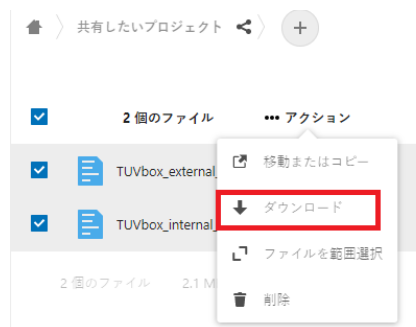 共有したいプロジェクト
2 個のファイル ••• アクション
TUVbox_external_
移動またはコピー
ダウンロード
TUVbox_internal_
ファイルを範囲選択
2 個のファイル 2.1 M
削除